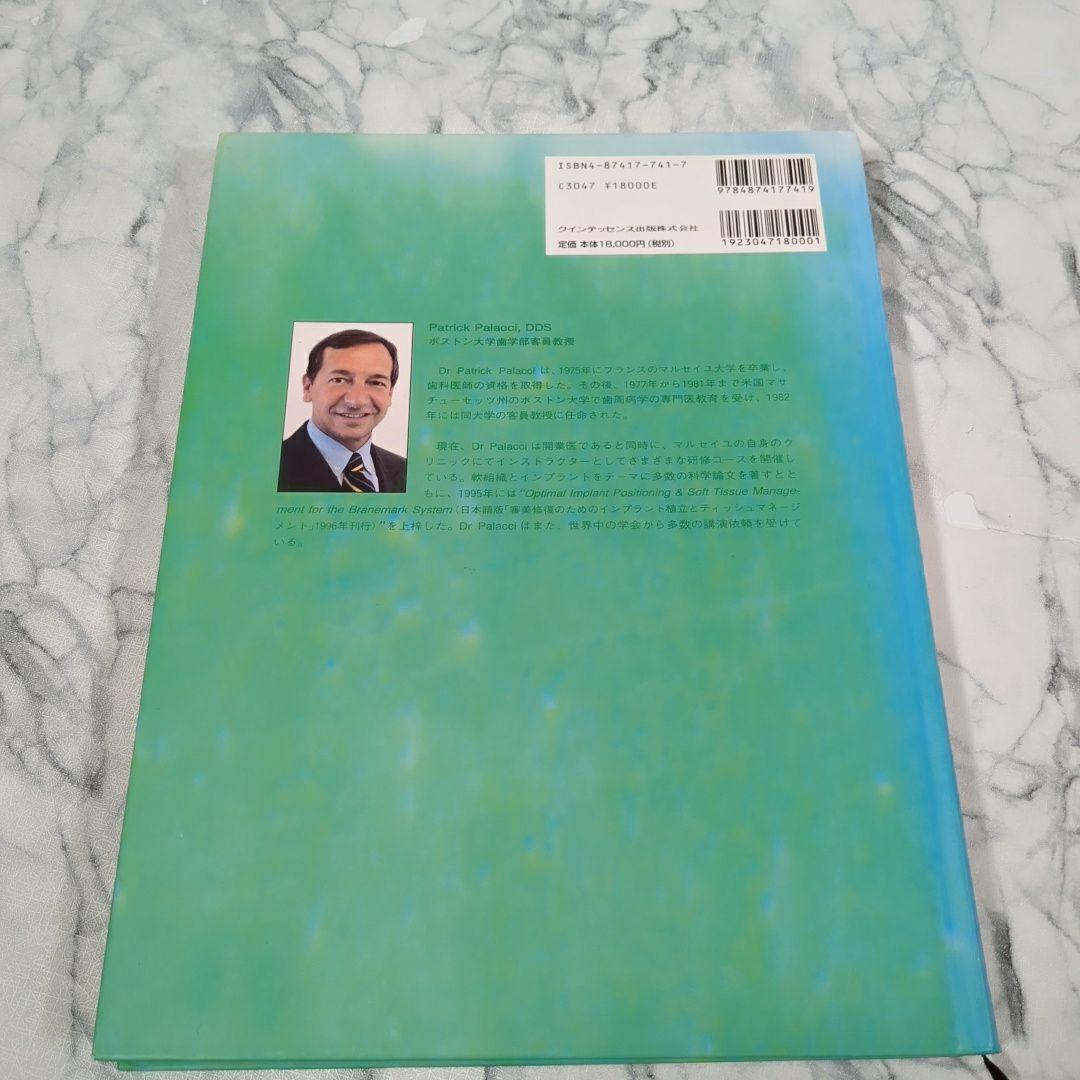 ISBN4-87417-741-7
C3047 ¥18000E
9784874177419
クインテッセンス出版株式会社
定価 本体18,000円（税別）
1923047180001
Patrick Palacci, DDS
ボストン大学歯学部客員教授
Dr Patrick Palacci は、1975年にフランスのマルセイユ大学を卒業し、
歯科医師の資格を取得した。その後、1977年から1981年まで米国マサ
チューセッツ州のボストン大学で歯周病学の専門医教育を受け、1982
年には同大学の客員教授に任命された。
現在、Dr Palacci は開業医であると同時に、マルセイユの自身のク
リニックにてインストラクターとしてさまざまな研修コースを開催し
ている。軟組織とインプラントをテーマに多数の科学論文を著すとと
もに、1995年には“Optimal Implant Positioning & Soft Tissue Manage-
ment for the Brånemark System（日本語版「審美修復のためのインプラント植立とティッシュマネージ
メント」1996年刊行）”を上梓した。Dr Palacci はまた、世界中の学会から多数の講演依頼を受けて
いる。